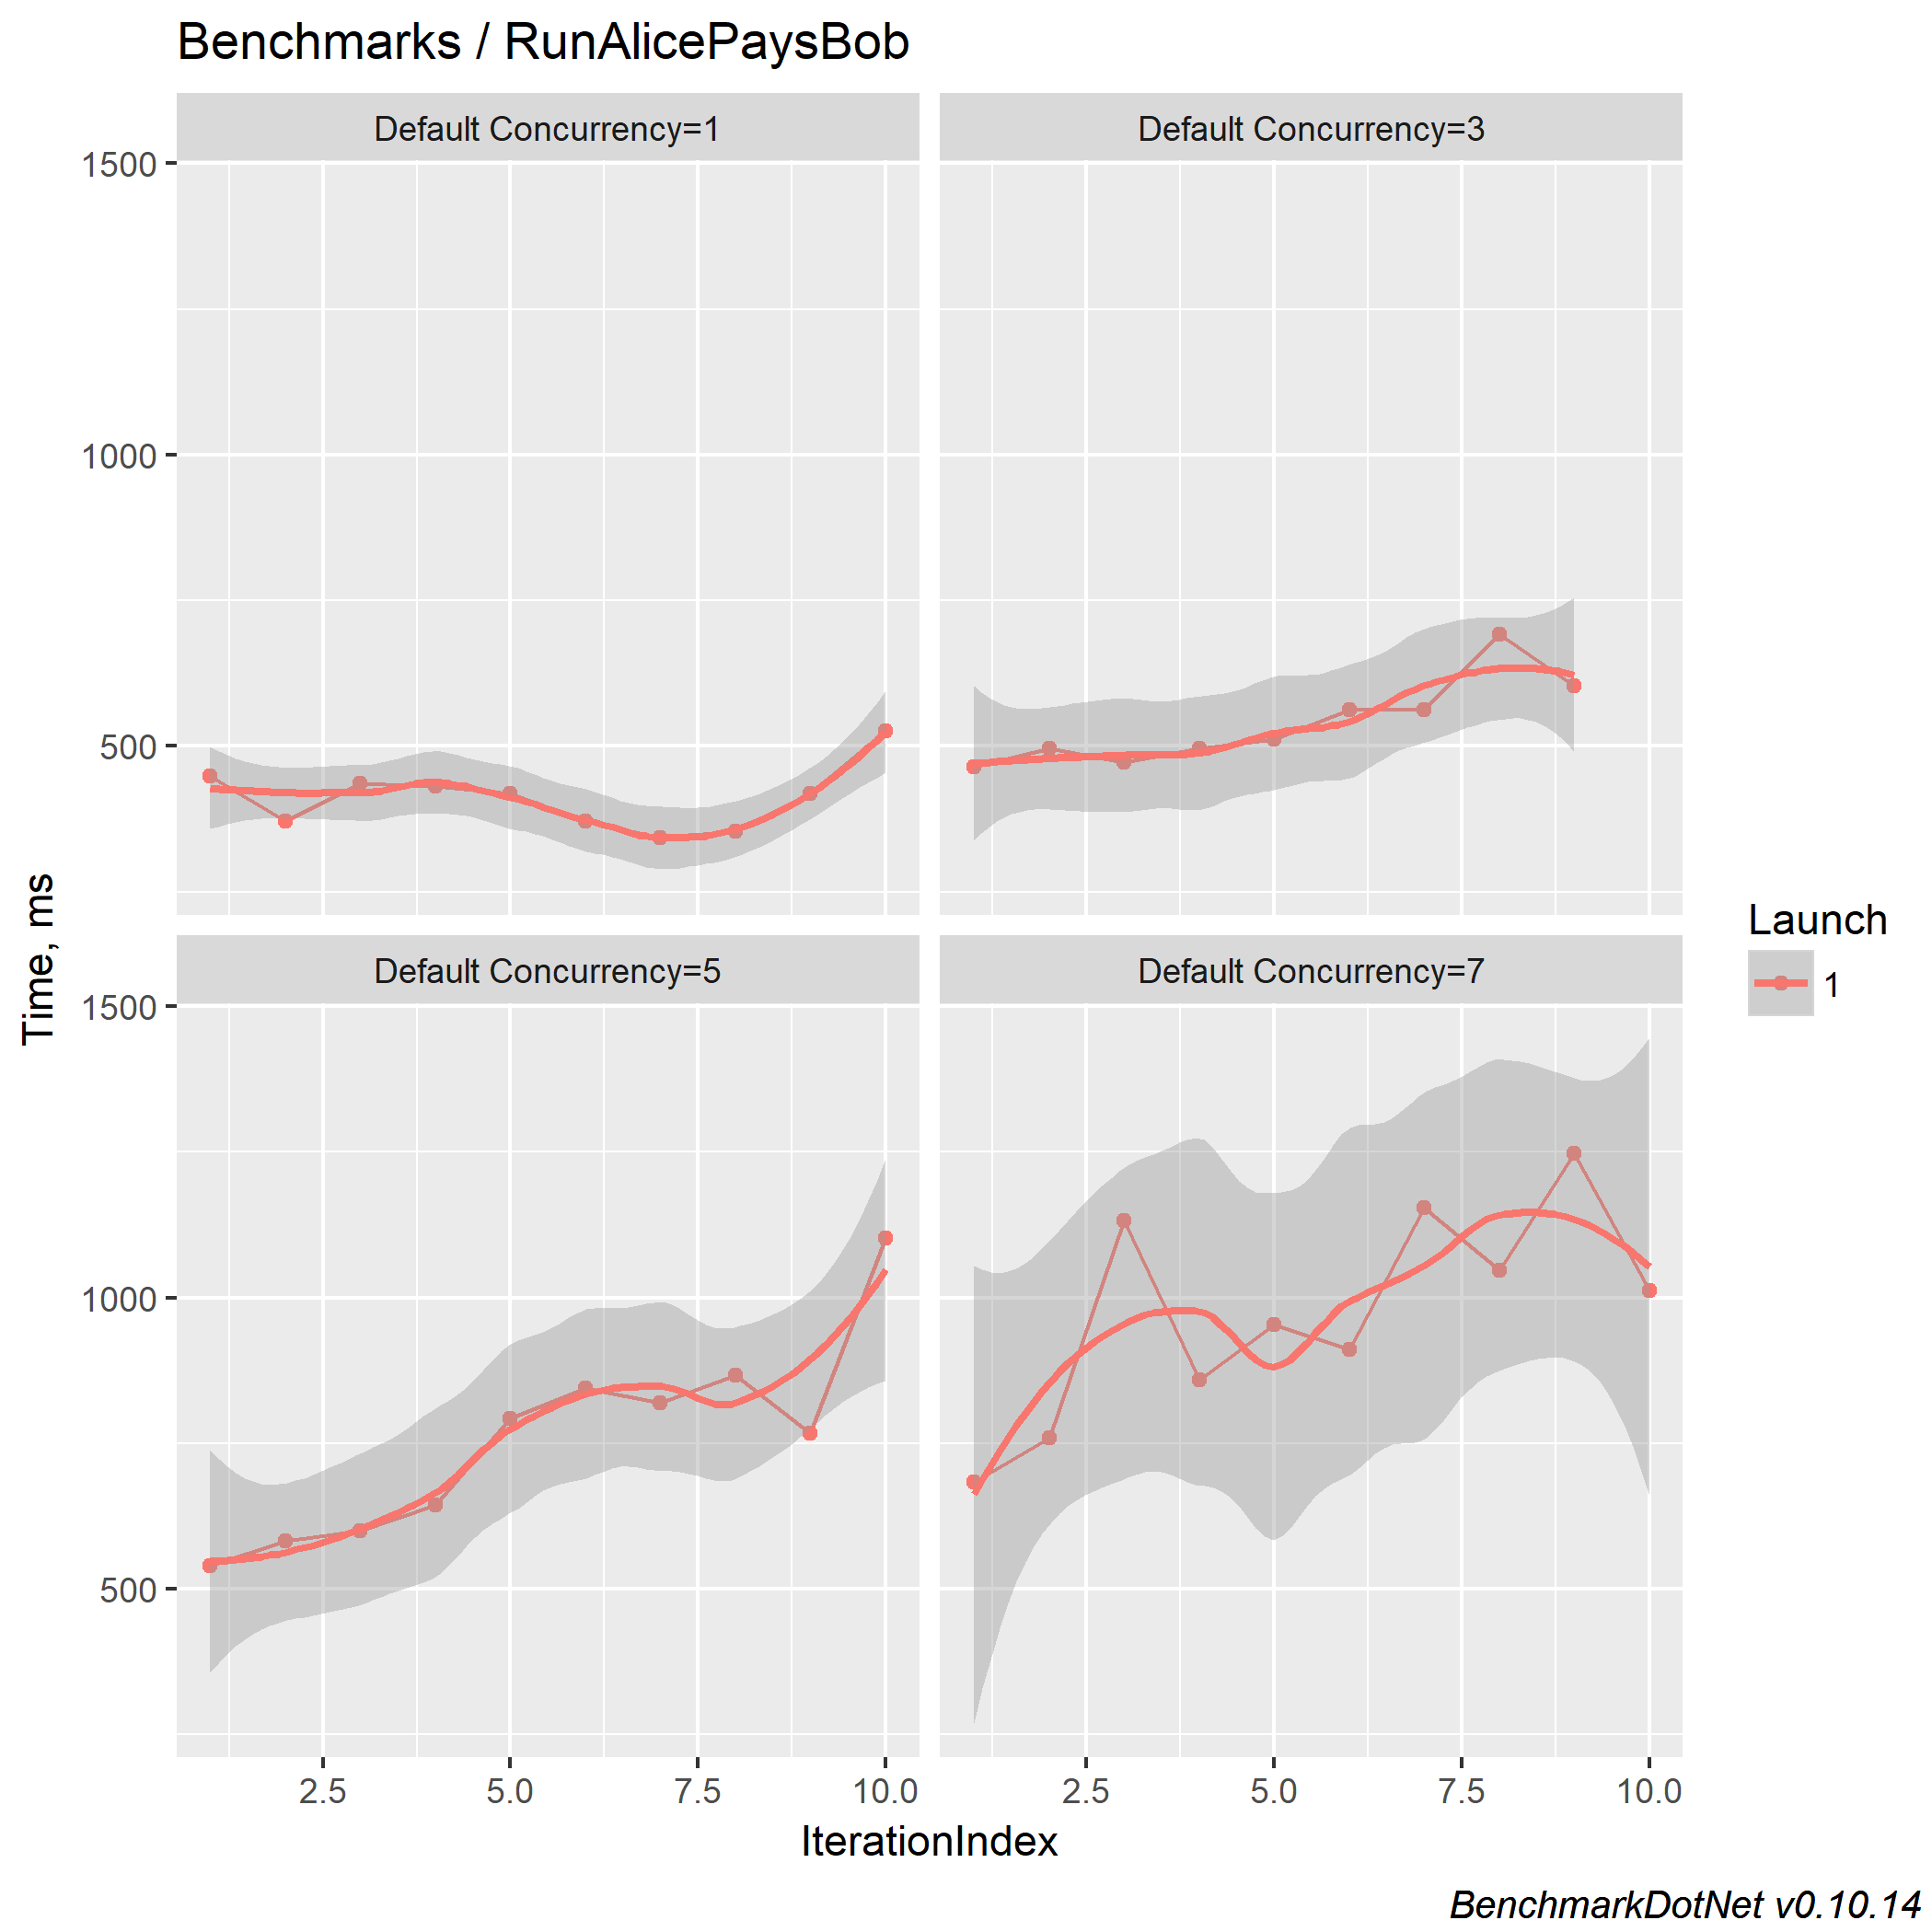 Benchmarks / RunAlicePaysBob
Default Concurrency=1
Default Concurrency=3
1500
1000
500
Default Concurrency=5
Default Concurrency=7
1500
1000
500
Time, ms
2.5
5.0
7.5
10.0
2.5
5.0
7.5
10.0
IterationIndex
Launch
1
BenchmarkDotNet v0.10.14